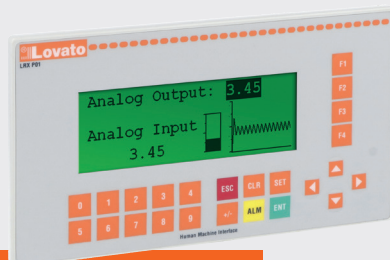 Lovato
LRX P01
Analog Output: 3.45
Analog Input
3.45
F1
F2
F3
F4
0 1 2 3 4 ESC CLR SET
5 6 7 8 9 +/- ALM ENT
Human Machine Interface